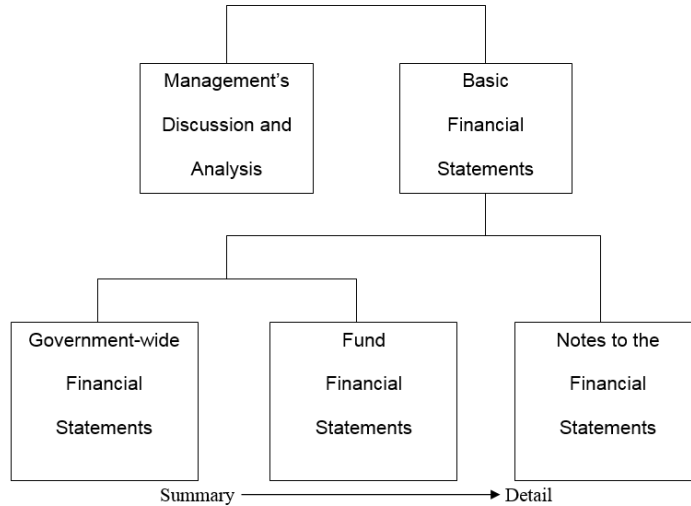 Management's
Discussion and
Analysis
Basic
Financial
Statements
Government-wide
Financial
Statements
Fund
Financial
Statements
Notes to the
Financial
Statements
Summary
Detail